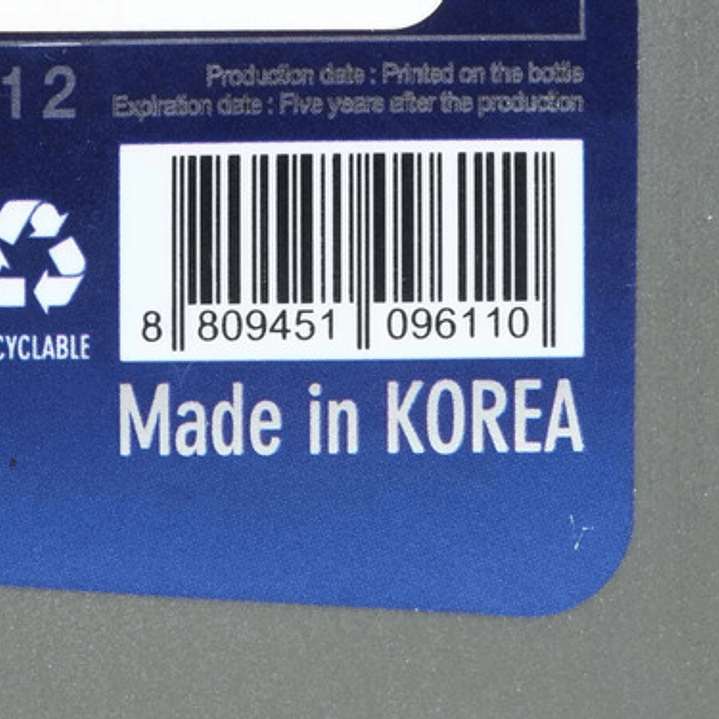 12
Production date : Printed on the bottle
Expiration date : Five years after the production
8 809451 096110
CYCLABLE
Made in KOREA